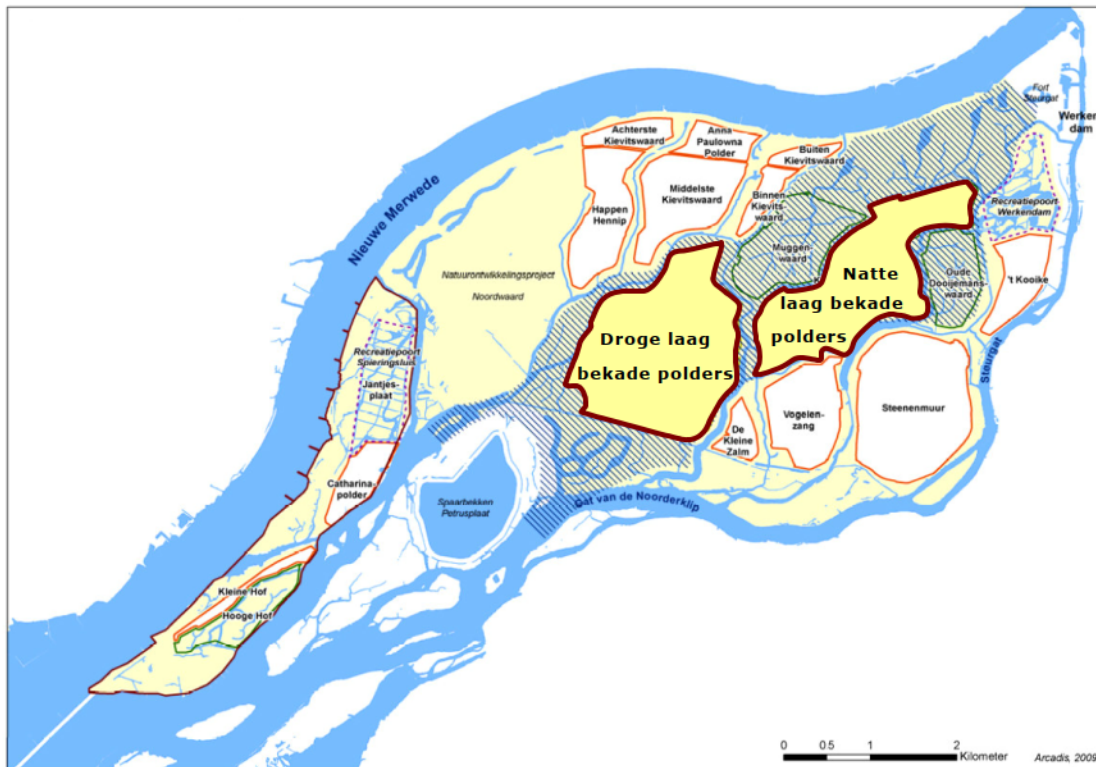 Fort
Steurgat
Werken
dam
Achterste
Kievitswaard
Anna
Paulowna
Polder
Buiten
Kievitswaard
Happen
Hennip
Middelste
Kievitswaard
Binnen
Kievits-
waard
Recreatiepoort
Werkendam
Nieuwe Merwede
Natuurontwikkelingsproject
Noordwaard
Muggen-
waard
Natte
laag bekade
polders
Oude
Dooijemans-
waard
't Kooike
Droge laag
bekade polders
Recreatiepoort
Spieringsluis
Jantjes-
plaat
Steurgat
De
Kleine
Zalm
Vogelen-
zang
Steenenmuur
Catharina-
polder
Spaarbekken
Petrusplaat
Gat van de Noorderklip
Kleine Hof
Hooge Hof
0 0.5 1 2
Kilometer
Arcadis, 2009